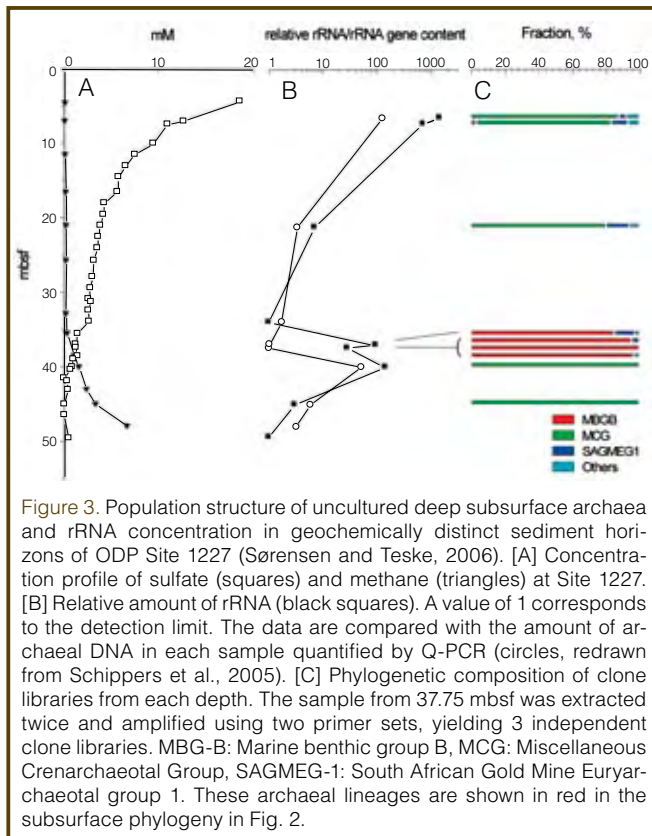 mM
relative rRNA/rRNA gene content
Fraction, %
0 10 20
1 10 100 1000
0 20 40 60 80 100
A
B
C
0
10
20
30
40
50
mbsf
MBGB
MCG
SAGMEG1
Others
Figure 3. Population structure of uncultured deep subsurface archaea
and rRNA concentration in geochemically distinct sediment hori-
zons of ODP Site 1227 (Sørensen and Teske, 2006). [A] Concentra-
tion profile of sulfate (squares) and methane (triangles) at Site 1227.
[B] Relative amount of rRNA (black squares). A value of 1 corresponds
to the detection limit. The data are compared with the amount of ar-
chaeal DNA in each sample quantified by Q-PCR (circles, redrawn
from Schippers et al., 2005). [C] Phylogenetic composition of clone
libraries from each depth. The sample from 37.75 mbsf was extracted
twice and amplified using two primer sets, yielding 3 independent
clone libraries. MBG-B: Marine benthic group B, MCG: Miscellaneous
Crenarchaeotal Group, SAGMEG-1: South African Gold Mine Euryar-
chaeotal group 1. These archaeal lineages are shown in red in the
subsurface phylogeny in Fig. 2.